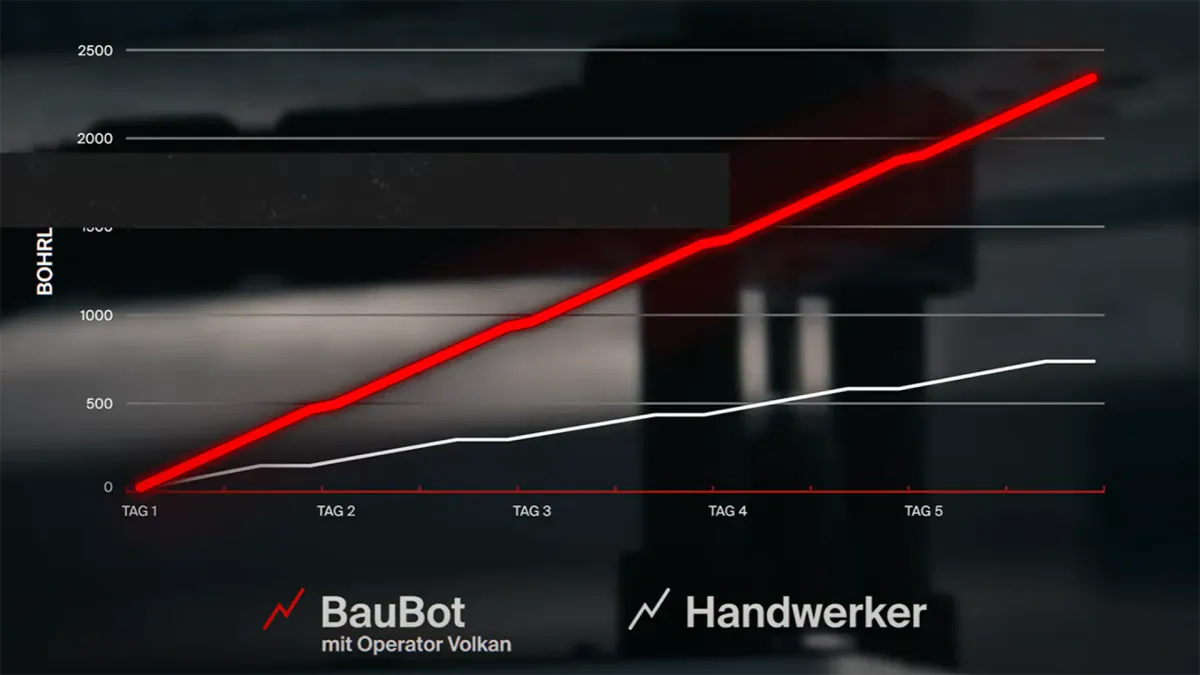 2500
2000
1500
1000
500
0
BOHRL
TAG 1 TAG 2 TAG 3 TAG 4 TAG 5
BauBot
mit Operator Volkan
Handwerker